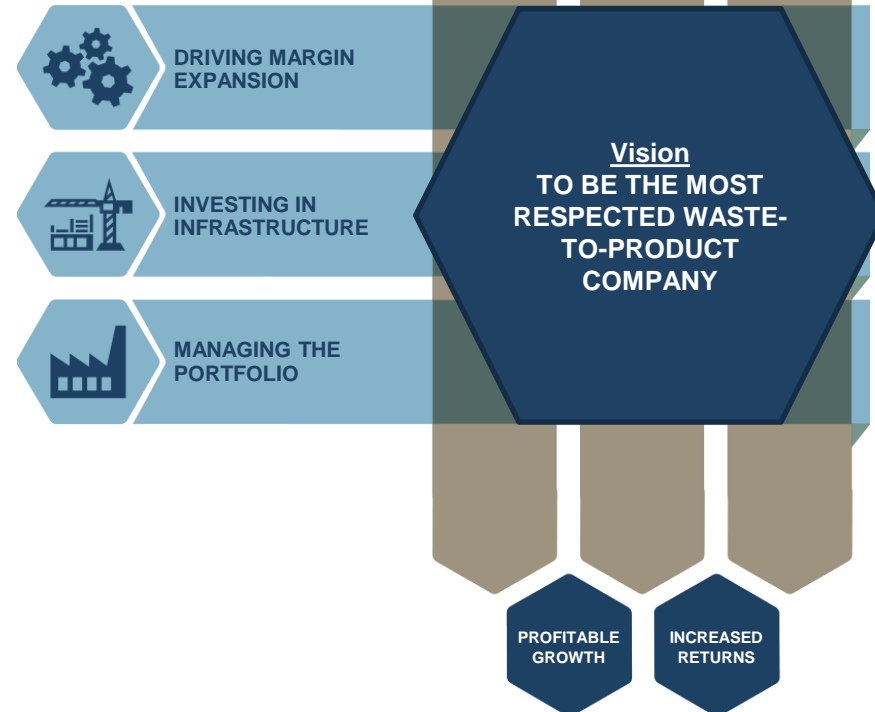 DRIVING MARGIN
EXPANSION
INVESTING IN
INFRASTRUCTURE
MANAGING THE
PORTFOLIO
Vision
TO BE THE MOST
RESPECTED WASTE-
TO-PRODUCT
COMPANY
PROFITABLE
GROWTH
INCREASED
RETURNS